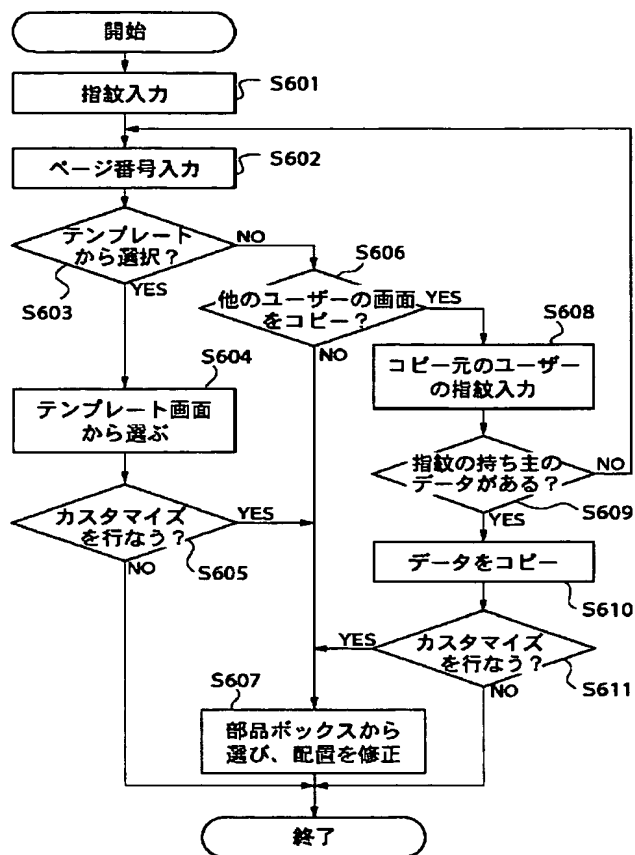 開始
指紋入力
S601
ページ番号入力
S602
テンプレート
から選択?
NO
YES
S603
S606
他のユーザーの画面
をコピー?
YES
NO
S608
コピー元のユーザー
の指紋入力
S604
テンプレート画面
から選ぶ
指紋の持ち主の
データがある?
NO
YES
S609
カスタマイズ
を行なう?
YES
NO
S605
データをコピー
S610
カスタマイズ
を行なう?
YES
NO
S611
S607
部品ボックスから
選び、配置を修正
終了